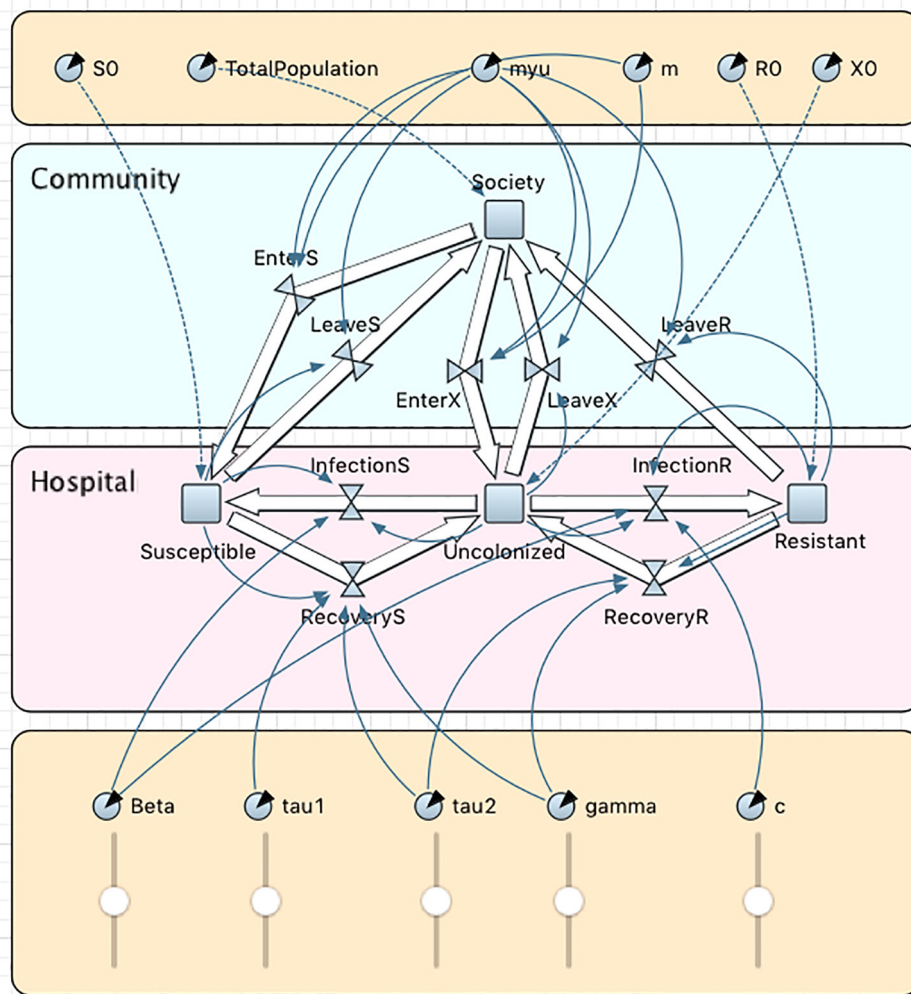 S0 TotalPopulation myu m R0 X0
Community
Society
EnterS
LeaveS LeaveR
EnterX LeaveX
Hospital
InfectionS InfectionR
Susceptible Uncolonized Resistant
RecoveryS RecoveryR
Beta tau1 tau2 gamma c